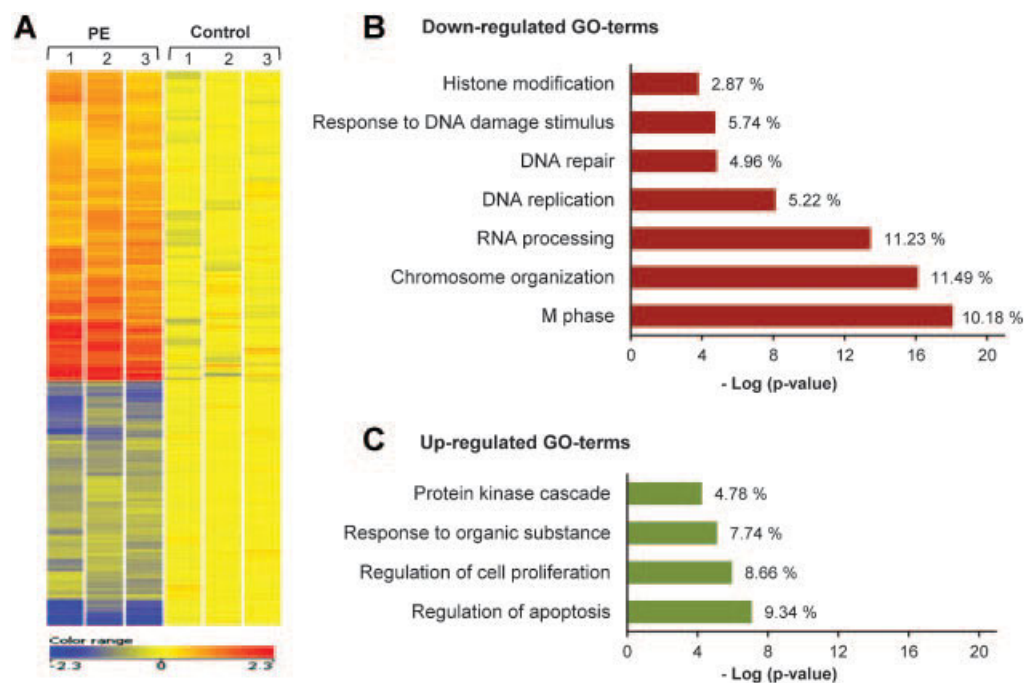 A
PE Control
1 2 3 1 2 3
Color range
-2.3 0 2.3
B Down-regulated GO-terms
Histone modification 2.87 %
Response to DNA damage stimulus 5.74 %
DNA repair 4.96 %
DNA replication 5.22 %
RNA processing 11.23 %
Chromosome organization 11.49 %
M phase 10.18 %
0 4 8 12 16 20
- Log (p-value)
C Up-regulated GO-terms
Protein kinase cascade 4.78 %
Response to organic substance 7.74 %
Regulation of cell proliferation 8.66 %
Regulation of apoptosis 9.34 %
0 4 8 12 16 20
- Log (p-value)